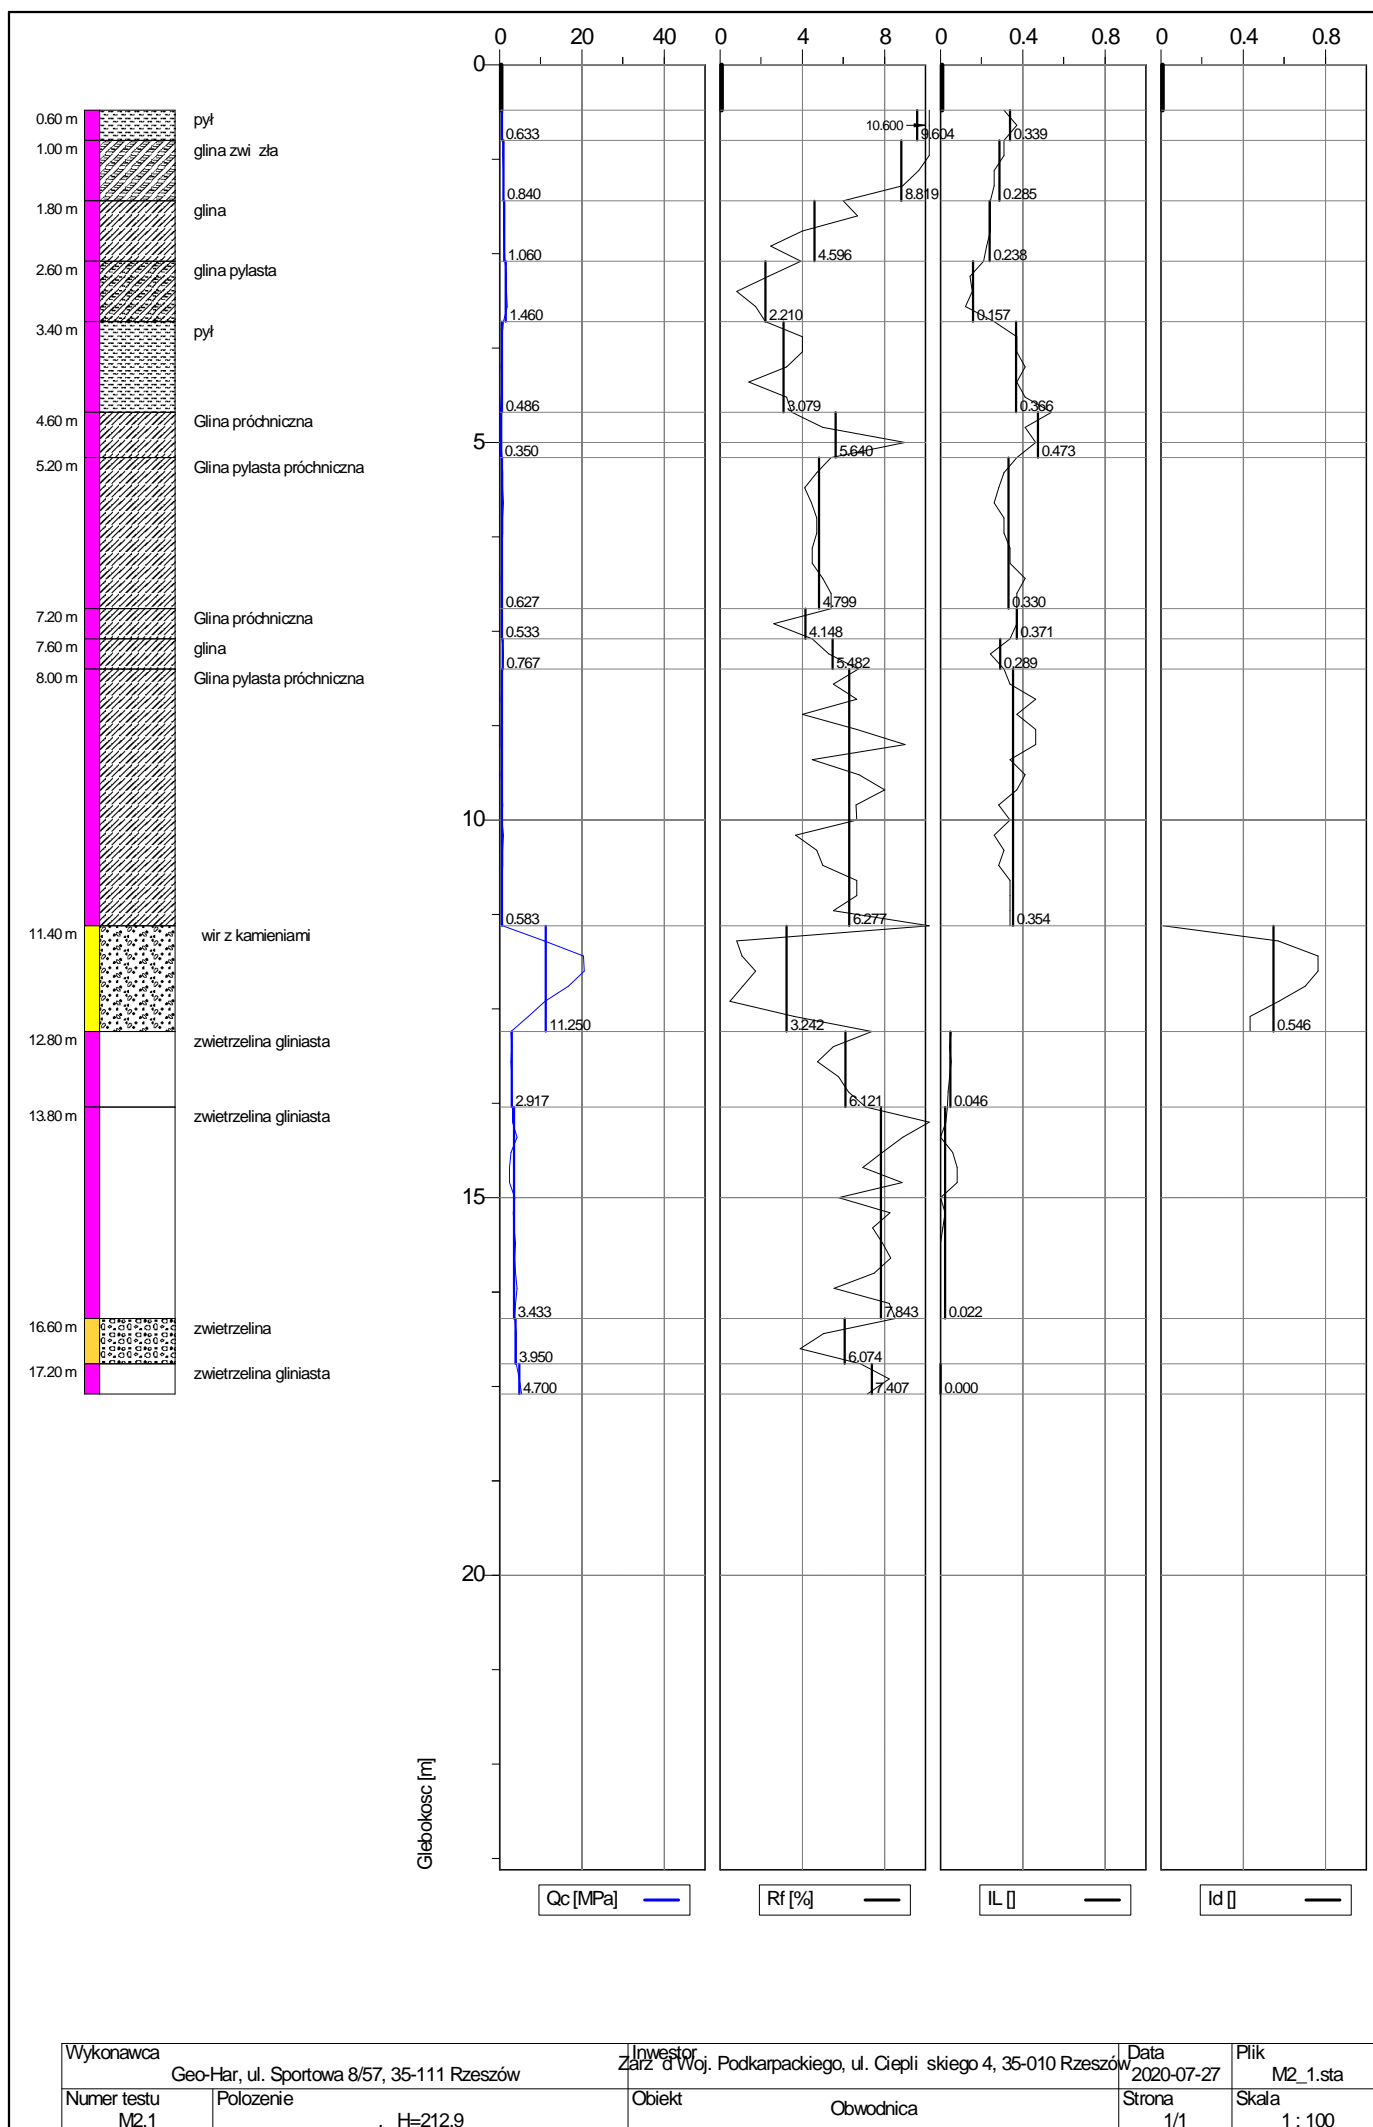 0 20 40 0 4 8 0 0.4 0.8 0 0.4 0.8
0
0.60 m pył 0.633 10.600 9.604 0.339
1.00 m glina zwi zła 0.840 8.819 0.285
1.80 m glina 1.060 4.596 0.238
2.60 m glina pylasta 1.460 2.210 0.157
3.40 m pył 0.486 3.079 0.366
4.60 m Glina próchniczna 0.350 5.640 0.473
5
5.20 m Glina pylasta próchniczna 0.627 4.799 0.330
7.20 m Glina próchniczna 0.533 4.148 0.371
7.60 m glina 0.767 5.482 0.289
8.00 m Glina pylasta próchniczna 0.583 6.277 0.354
10
11.40 m wir z kamieniami 11.250 3.242 0.546
12.80 m zwietrzelina gliniasta 2.917 6.121 0.046
13.80 m zwietrzelina gliniasta 3.433 7.843 0.022
15
16.60 m zwietrzelina 3.950 6.074
17.20 m zwietrzelina gliniasta 4.700 7.407 0.000
20
Glebokosc [m]
Qc [MPa] Rf [%] IL [] Id []
Wykonawca
Geo-Har, ul. Sportowa 8/57, 35-111 Rzeszów
Inwestor
Zarz d Woj. Podkarpackiego, ul. Ciepli skiego 4, 35-010 Rzeszów
Data
2020-07-27
Plik
M2_1.sta
Numer testu
M2.1
Polozenie
. H=212.9
Obiekt
Obwodnica
Strona
1/1
Skala
1 : 100